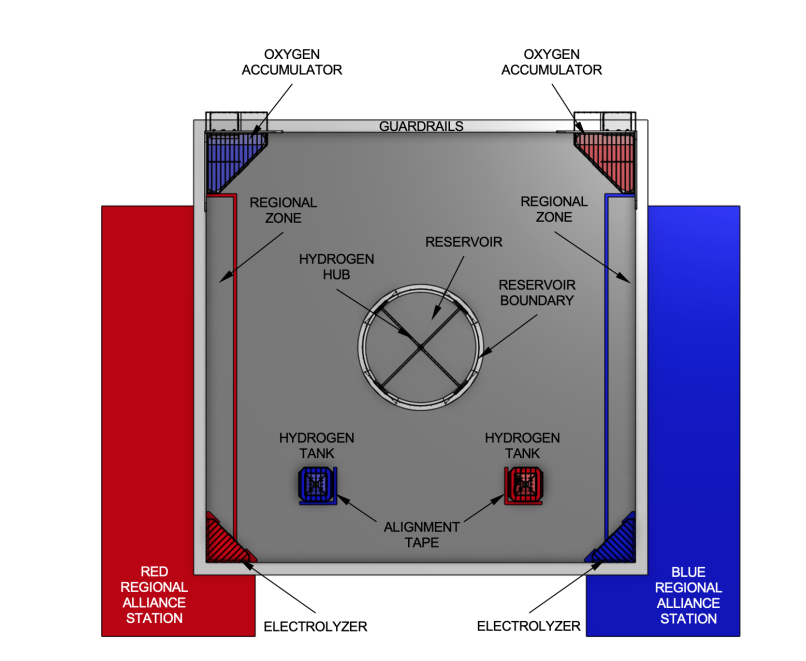 OXYGEN
ACCUMULATOR
OXYGEN
ACCUMULATOR
GUARDRAILS
REGIONAL
ZONE
REGIONAL
ZONE
RESERVOIR
HYDROGEN
HUB
RESERVOIR
BOUNDARY
HYDROGEN
TANK
HYDROGEN
TANK
ALIGNMENT
TAPE
RED
REGIONAL
ALLIANCE
STATION
BLUE
REGIONAL
ALLIANCE
STATION
ELECTROLYZER
ELECTROLYZER